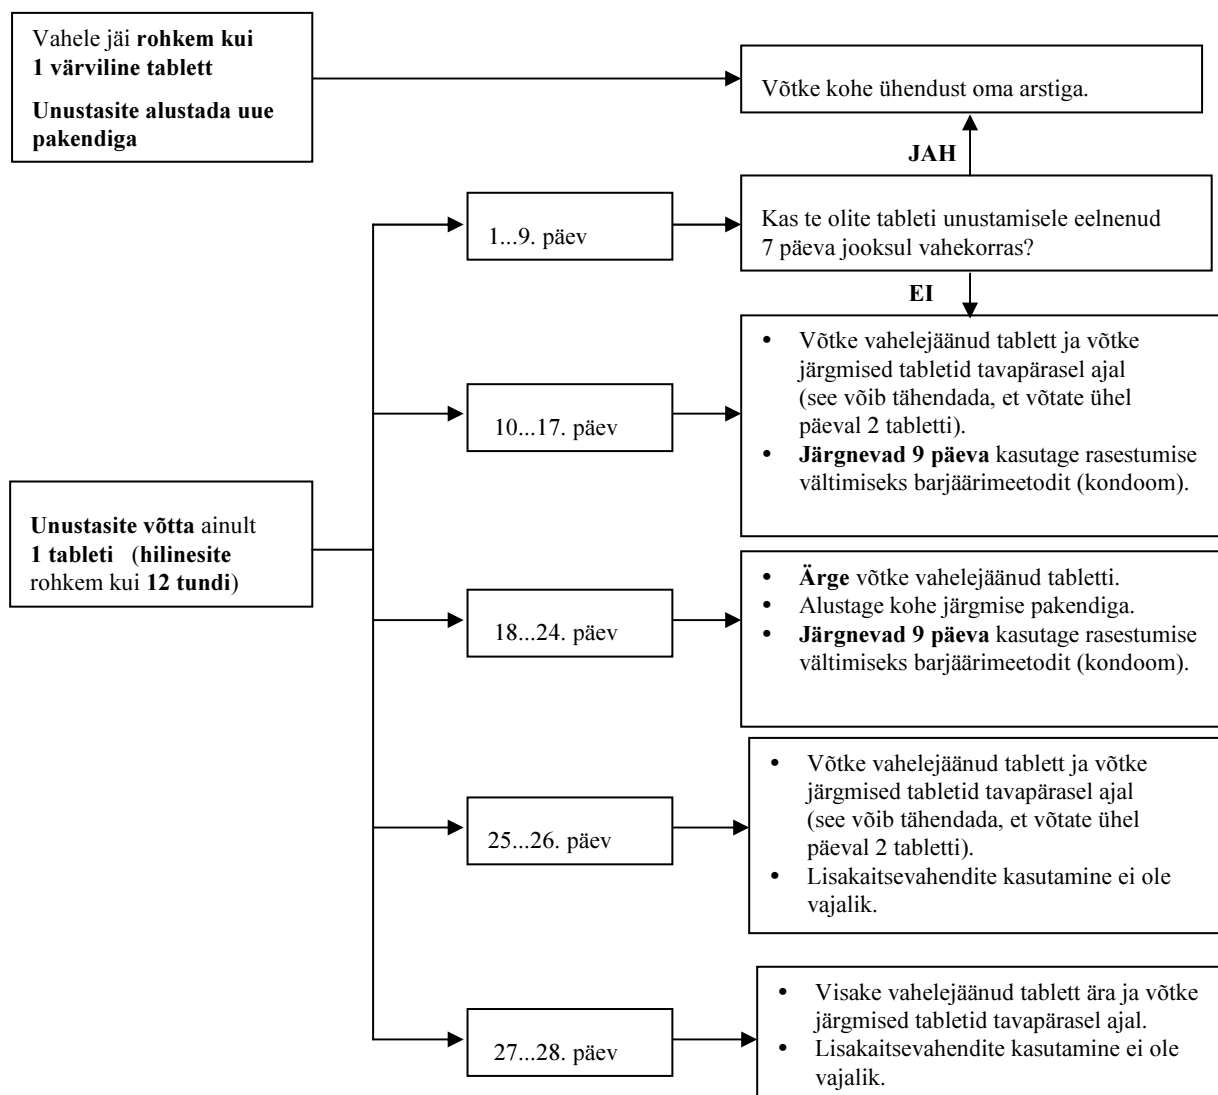 Vahele jäi rohkem kui
1 värviline tablett
Unustasite alustada uue
pakendiga
Võtke kohe ühendust oma arstiga.
JAH
1...9. päev
Kas te olite tableti unustamisele eelnenud
7 päeva jooksul vahekorras?
EI
10...17. päev
• Võtke vahelejäänud tablett ja võtke
järgmised tabletid tavapärasel ajal
(see võib tähendada, et võtate ühel
päeval 2 tabletti).
• Järgnevad 9 päeva kasutage rasestumise
vältimiseks barjäärimeetodit (kondoom).
Unustasite võtta ainult
1 tableti (hilinesite
rohkem kui 12 tundi)
18...24. päev
• Ärge võtke vahelejäänud tabletti.
• Alustage kohe järgmise pakendiga.
• Järgnevad 9 päeva kasutage rasestumise
vältimiseks barjäärimeetodit (kondoom).
25...26. päev
• Võtke vahelejäänud tablett ja võtke
järgmised tabletid tavapärasel ajal
(see võib tähendada, et võtate ühel
päeval 2 tabletti).
• Lisakaitsevahendite kasutamine ei ole
vajalik.
27...28. päev
• Visake vahelejäänud tablett ära ja võtke
järgmised tabletid tavapärasel ajal.
• Lisakaitsevahendite kasutamine ei ole
vajalik.